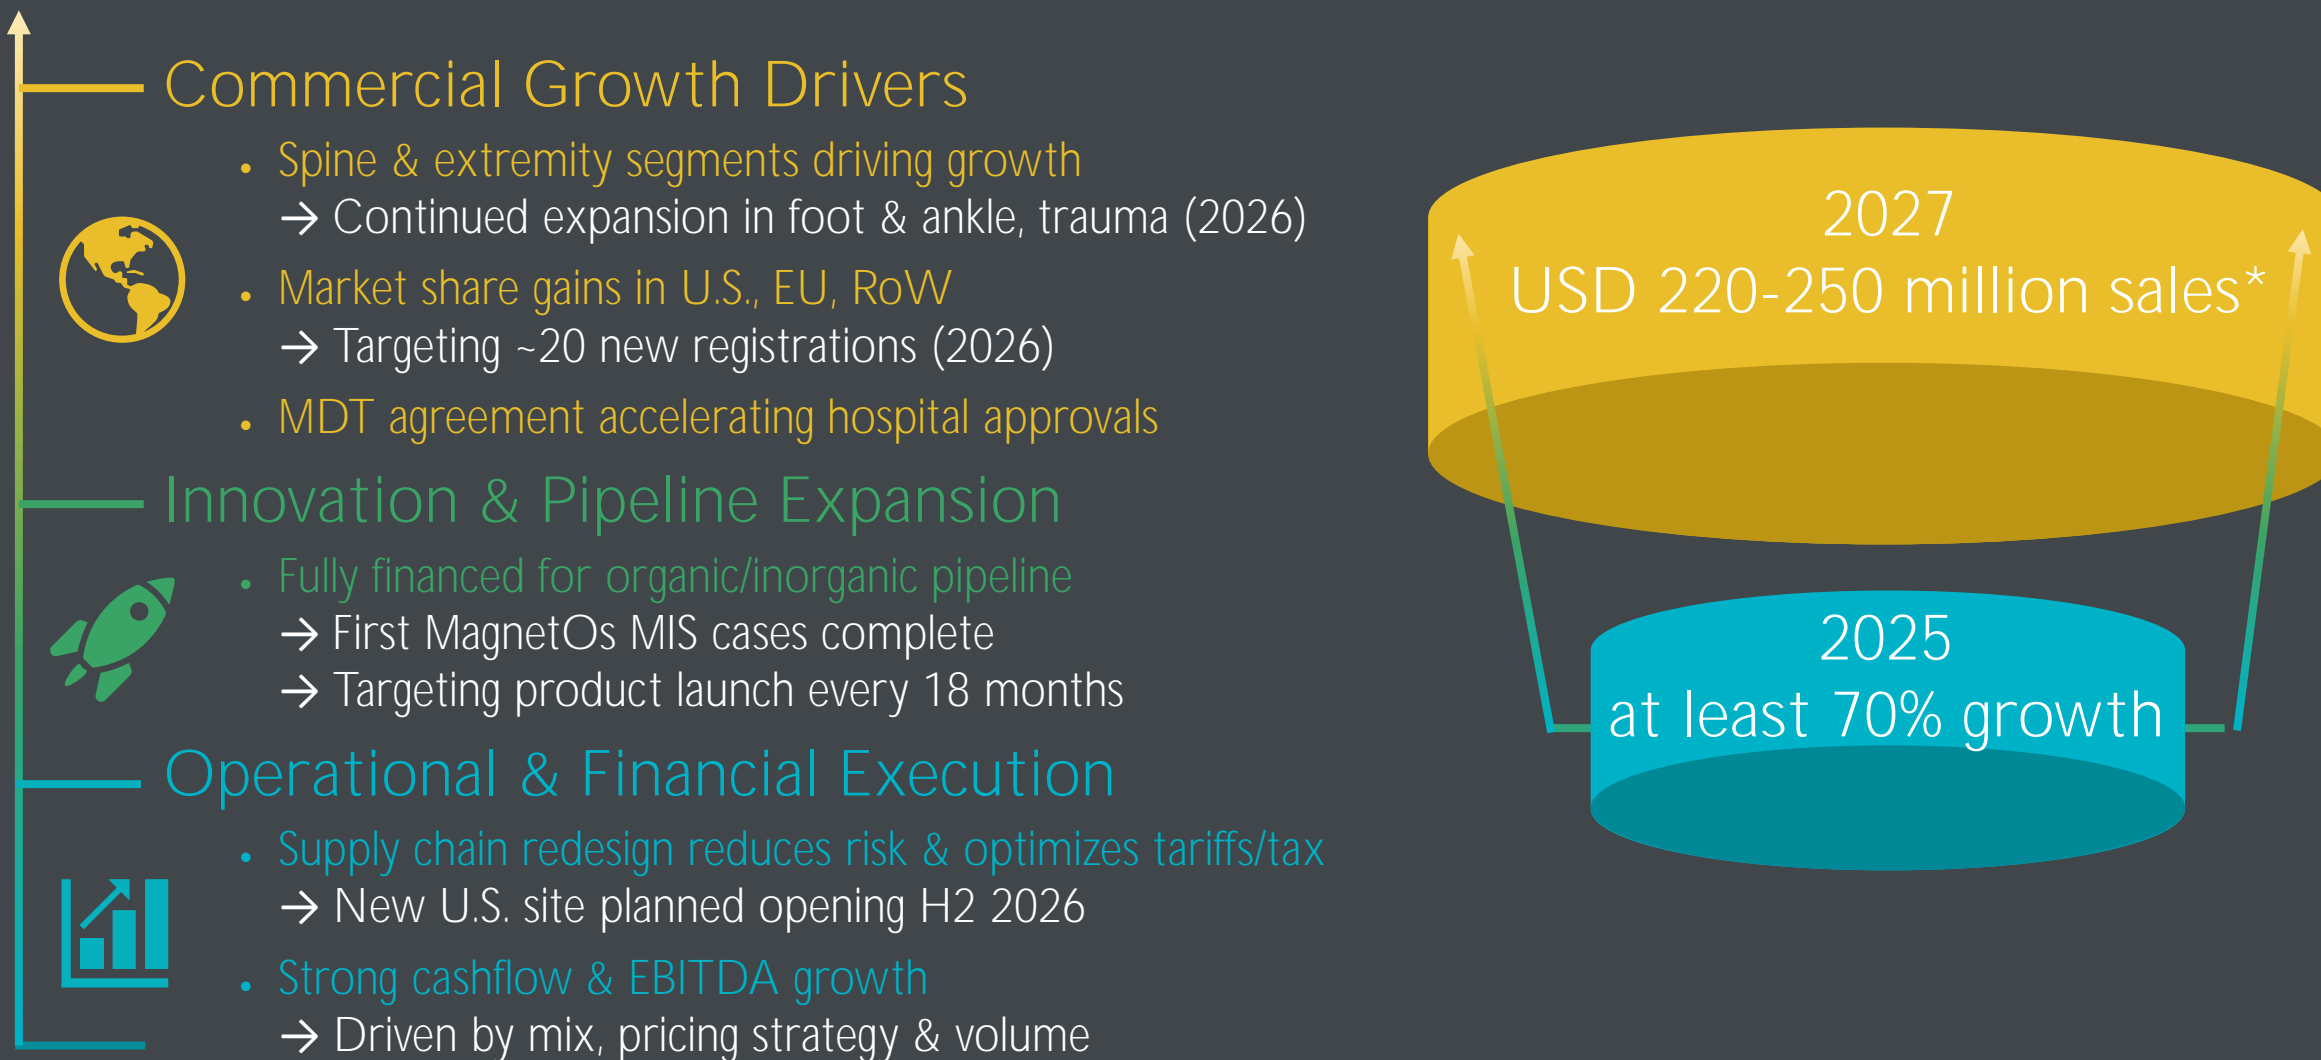 Commercial Growth Drivers
• Spine & extremity segments driving growth
→ Continued expansion in foot & ankle, trauma (2026)
• Market share gains in U.S., EU, RoW
→ Targeting ~20 new registrations (2026)
• MDT agreement accelerating hospital approvals
Innovation & Pipeline Expansion
• Fully financed for organic/inorganic pipeline
→ First MagnetOs MIS cases complete
→ Targeting product launch every 18 months
Operational & Financial Execution
• Supply chain redesign reduces risk & optimizes tariffs/tax
→ New U.S. site planned opening H2 2026
• Strong cashflow & EBITDA growth
→ Driven by mix, pricing strategy & volume
2027
USD 220-250 million sales*
2025
at least 70% growth